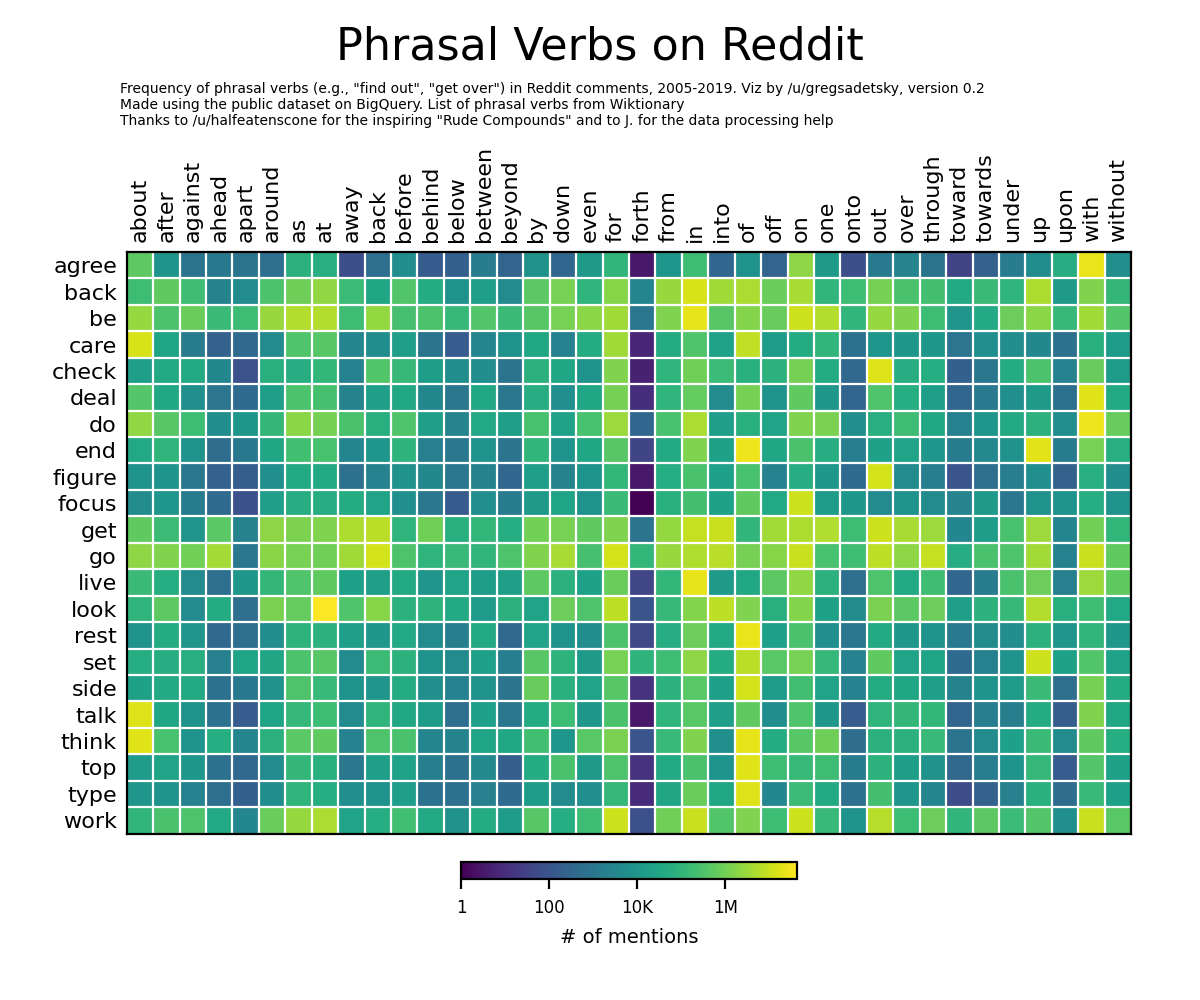 Phrasal Verbs on Reddit
Frequency of phrasal verbs (e.g., "find out", "get over") in Reddit comments, 2005-2019. Viz by /u/gregsadetsky, version 0.2
Made using the public dataset on BigQuery. List of phrasal verbs from Wiktionary
Thanks to /u/halfeatenscone for the inspiring "Rude Compounds" and to J. for the data processing help
about
after
against
ahead
apart
around
as
at
away
back
before
behind
below
between
beyond
by
down
even
for
forth
from
in
into
of
off
on
one
onto
out
over
through
toward
towards
under
up
upon
with
without
agree
back
be
care
check
deal
do
end
figure
focus
get
go
live
look
rest
set
side
talk
think
top
type
work
1
100
10K
1M
# of mentions